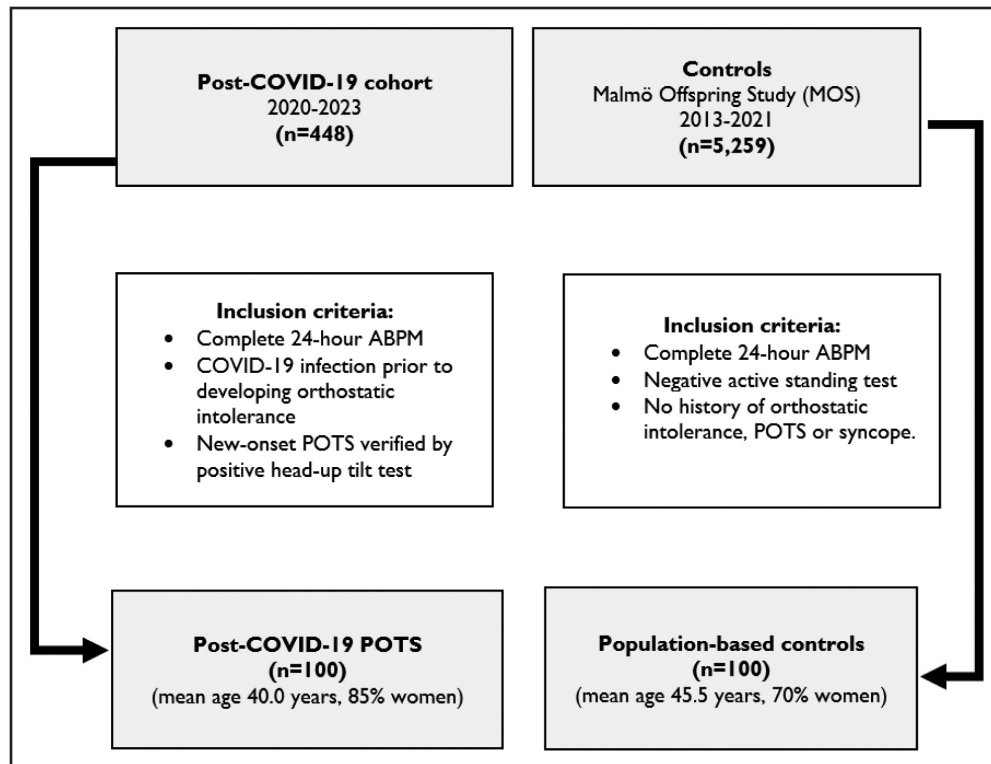 Post-COVID-19 cohort
2020-2023
(n=448)
Controls
Malmö Offspring Study (MOS)
2013-2021
(n=5,259)
Inclusion criteria:
• Complete 24-hour ABPM
• COVID-19 infection prior to
developing orthostatic
intolerance
• New-onset POTS verified by
positive head-up tilt test
Inclusion criteria:
• Complete 24-hour ABPM
• Negative active standing test
• No history of orthostatic
intolerance, POTS or syncope.
Post-COVID-19 POTS
(n=100)
(mean age 40.0 years, 85% women)
Population-based controls
(n=100)
(mean age 45.5 years, 70% women)